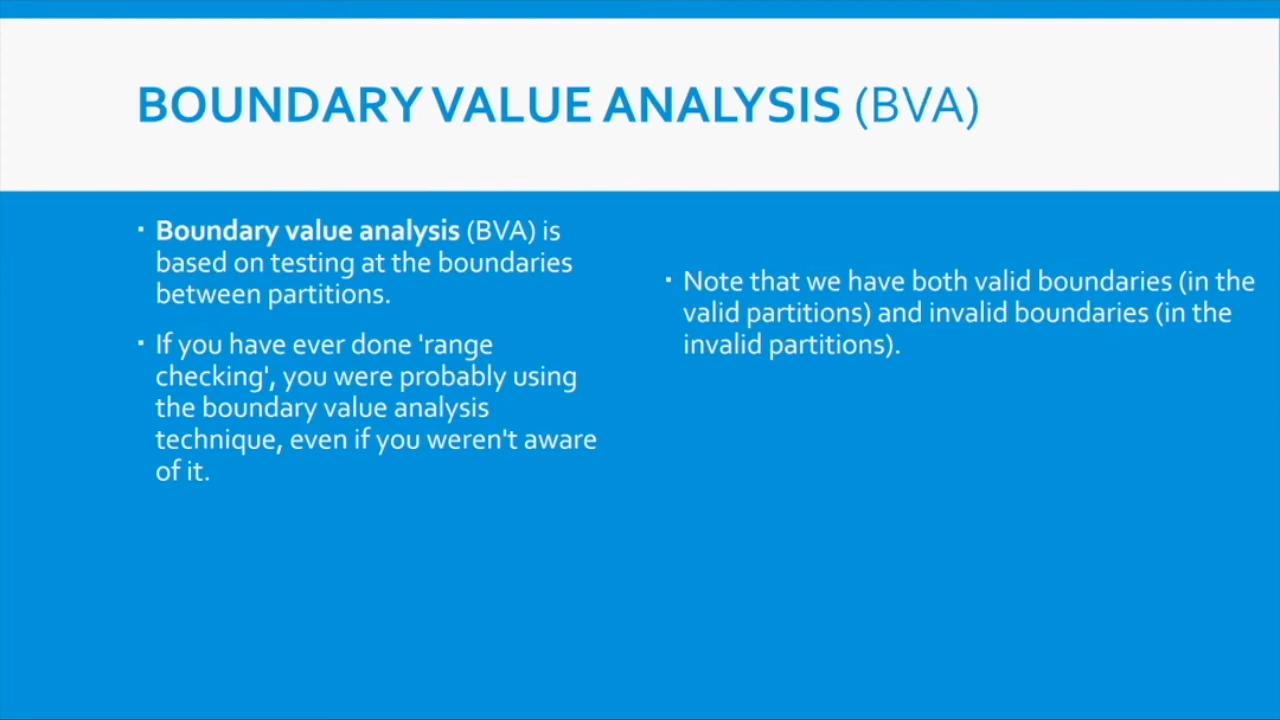 BOUNDARY VALUE ANALYSIS (BVA)
▪ Boundary value analysis (BVA) is
based on testing at the boundaries
between partitions.
▪ If you have ever done 'range
checking', you were probably using
the boundary value analysis
technique, even if you weren't aware
of it.
▪ Note that we have both valid boundaries (in the
valid partitions) and invalid boundaries (in the
invalid partitions).